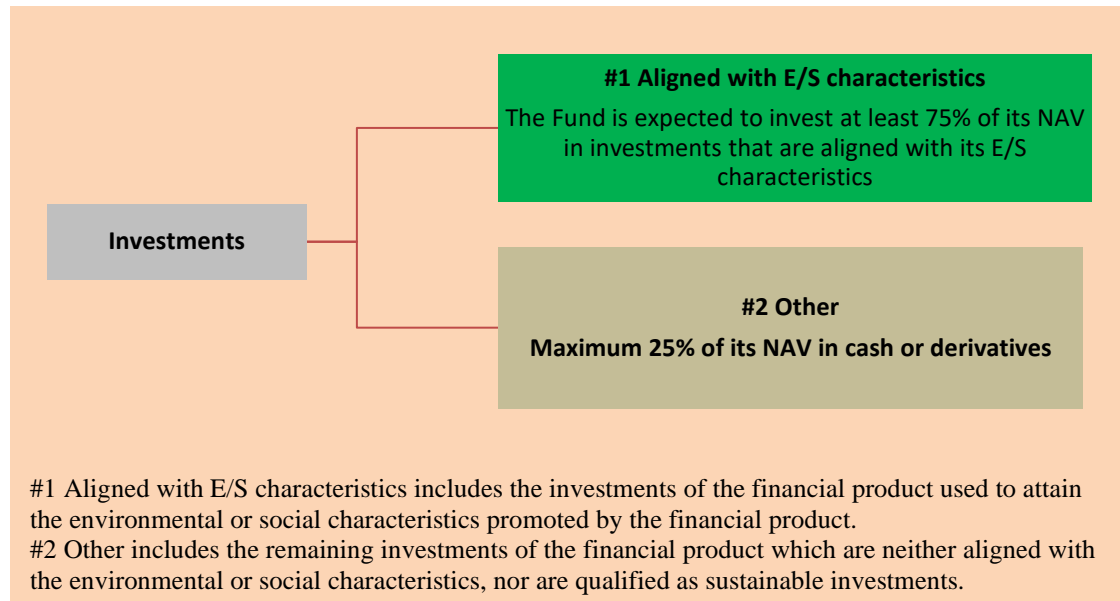 #1 Aligned with E/S characteristics
The Fund is expected to invest at least 75% of its NAV
in investments that are aligned with its E/S
characteristics
Investments
#2 Other
Maximum 25% of its NAV in cash or derivatives
#1 Aligned with E/S characteristics includes the investments of the financial product used to attain
the environmental or social characteristics promoted by the financial product.
#2 Other includes the remaining investments of the financial product which are neither aligned with
the environmental or social characteristics, nor are qualified as sustainable investments.